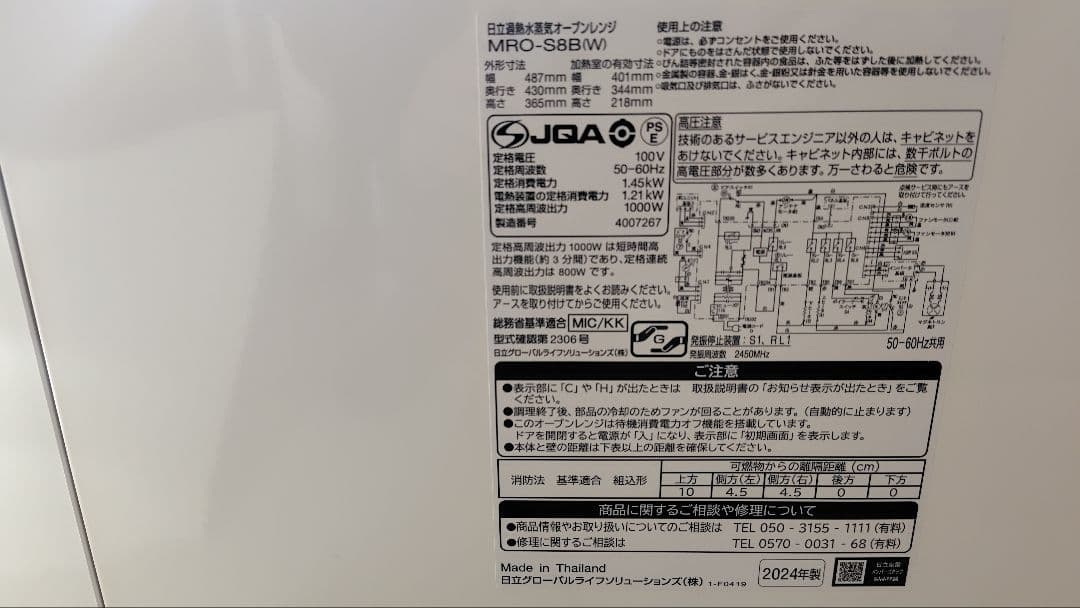 日立過熱水蒸気オーブンレンジ
MRO-S8B(W)
外形寸法 加熱室の有効寸法
幅 487mm 幅 401mm
奥行き 430mm 奥行き 344mm
高さ 365mm 高さ 218mm
使用上の注意
○電源は、必ずコンセントをご使用ください。
○ドアにものをはさんだ状態で使用しないでください。
○びん詰等密封された容器内の食品は、ふた等をはずした後に加熱してください。
○金属製の容器、金・銀はく、金・銀粉又は針金を用いた容器等を使用しないでください。
○吸気口及び排気口は、ふさがないでください。
JQA PS E
定格電圧 100V
定格周波数 50-60Hz
定格消費電力 1.45kW
電熱装置の定格消費電力 1.21kW
定格高周波出力 1000W
製造番号 4007267
高圧注意
技術のあるサービスエンジニア以外の人は、キャビネットを
あけないでください。キャビネット内部には、数千ボルトの
高電圧部分が数多くあります。万一さわると危険です。
定格高周波出力 1000W は短時間高
出力機能(約3分間)であり、定格連続
高周波出力は 800W です。
使用前に取扱説明書をよくお読みください。
アースを取り付けてからご使用ください。
総務省基準適合 MIC/KK
型式確認第 2306 号
日立グローバルライフソリューションズ(株)
G
発振停止装置:S1、RL1
発振周波数 2450MHz
50-60Hz共用
ご注意
●表示部に「C」や「H」が出たときは 取扱説明書の「お知らせ表示が出たとき」をご覧
ください。
●調理終了後、部品の冷却のためファンが回ることがあります。(自動的に止まります)
●このオーブンレンジは待機消費電力オフ機能を搭載しています。
ドアを開閉すると電源が「入」になり、表示部に「初期画面」を表示します。
●本体と壁の距離は下表以上の距離を確保してください。
消防法 基準適合 組込形
可燃物からの離隔距離(cm)
上方 側方(左) 側方(右) 後方 下方
10 4.5 4.5 0 0
商品に関するご相談や修理について
●商品情報やお取り扱いについてのご相談は TEL 050-3155-1111(有料)
●修理に関するご相談は TEL 0570-0031-68(有料)
Made in Thailand
日立グローバルライフソリューションズ(株) 1-F0419
2024年製